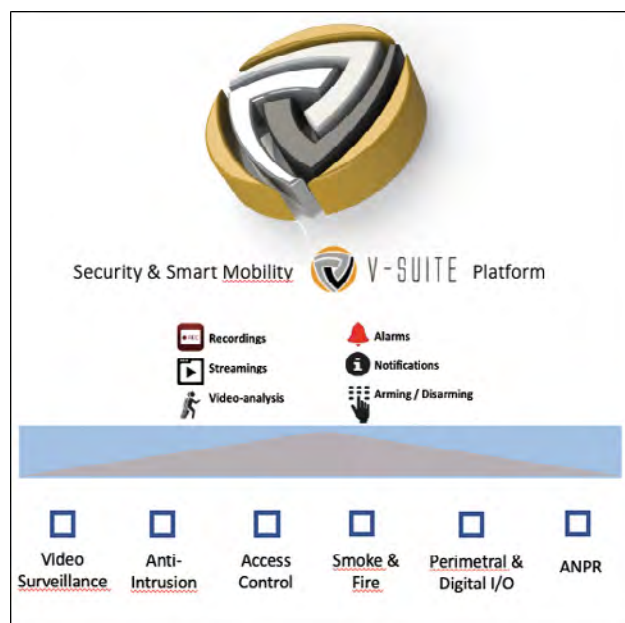 Security & Smart Mobility V-SUITE Platform
REC Recordings
Alarms
Streamings
i Notifications
Video-analysis
Arming / Disarming
Video
Surveillance
Anti-
Intrusion
Access
Control
Smoke &
Fire
Perimetral &
Digital I/O
ANPR